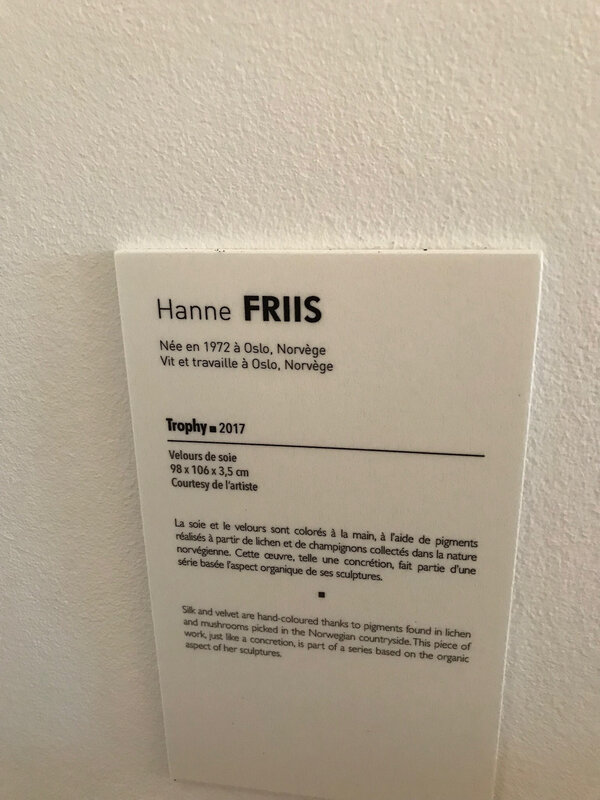 Hanne FRIIS
Née en 1972 à Oslo, Norvège
Vit et travaille à Oslo, Norvège
Trophy ■ 2017
Velours de soie
98 x 106 x 3,5 cm
Courtesy de l'artiste
La soie et le velours sont colorés à la main, à l'aide de pigments
réalisés à partir de lichen et de champignons collectés dans la nature
norvégienne. Cette œuvre, telle une concrétion, fait partie d'une
série basée l'aspect organique de ses sculptures.
■
Silk and velvet are hand-coloured thanks to pigments found in lichen
and mushrooms picked in the Norwegian countryside. This piece of
work, just like a concretion, is part of a series based on the organic
aspect of her sculptures.